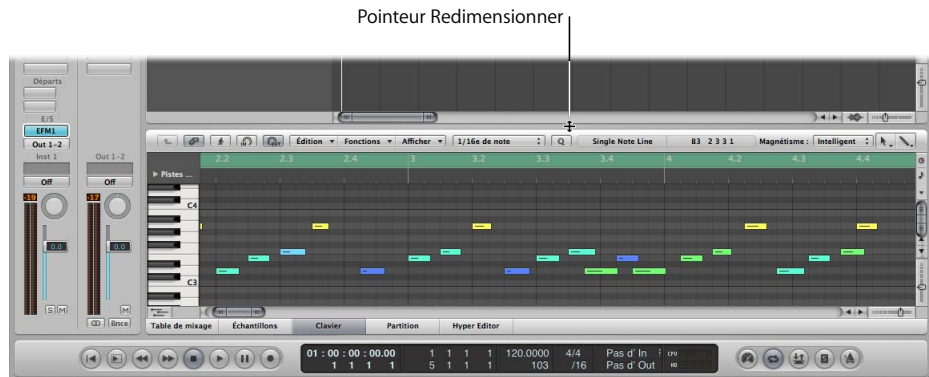 Pointeur Redimensionner
Départs
E/S
EFM1
Out 1-2
Out 1-2
Inst 1
Off
Off
-19
-17
0.0
0.0
S M
M
Bnce
IN OUT
Édition Fonctions Afficher 1/16e de note Q Single Note Line B3 2 3 3 1 Magnétisme : Intelligent
2.2 2.3 2.4 3 3.2 3.3 3.4 4 4.2 4.3 4.4
Pistes ...
C4
C3
Table de mixage Échantillons Clavier Partition Hyper Editor
01 : 00 : 00 : 00.00 1 1 1 1 120.0000 4/4 Pas d' In CPU
1 1 1 1 5 1 1 1 103 /16 Pas d' Out HD